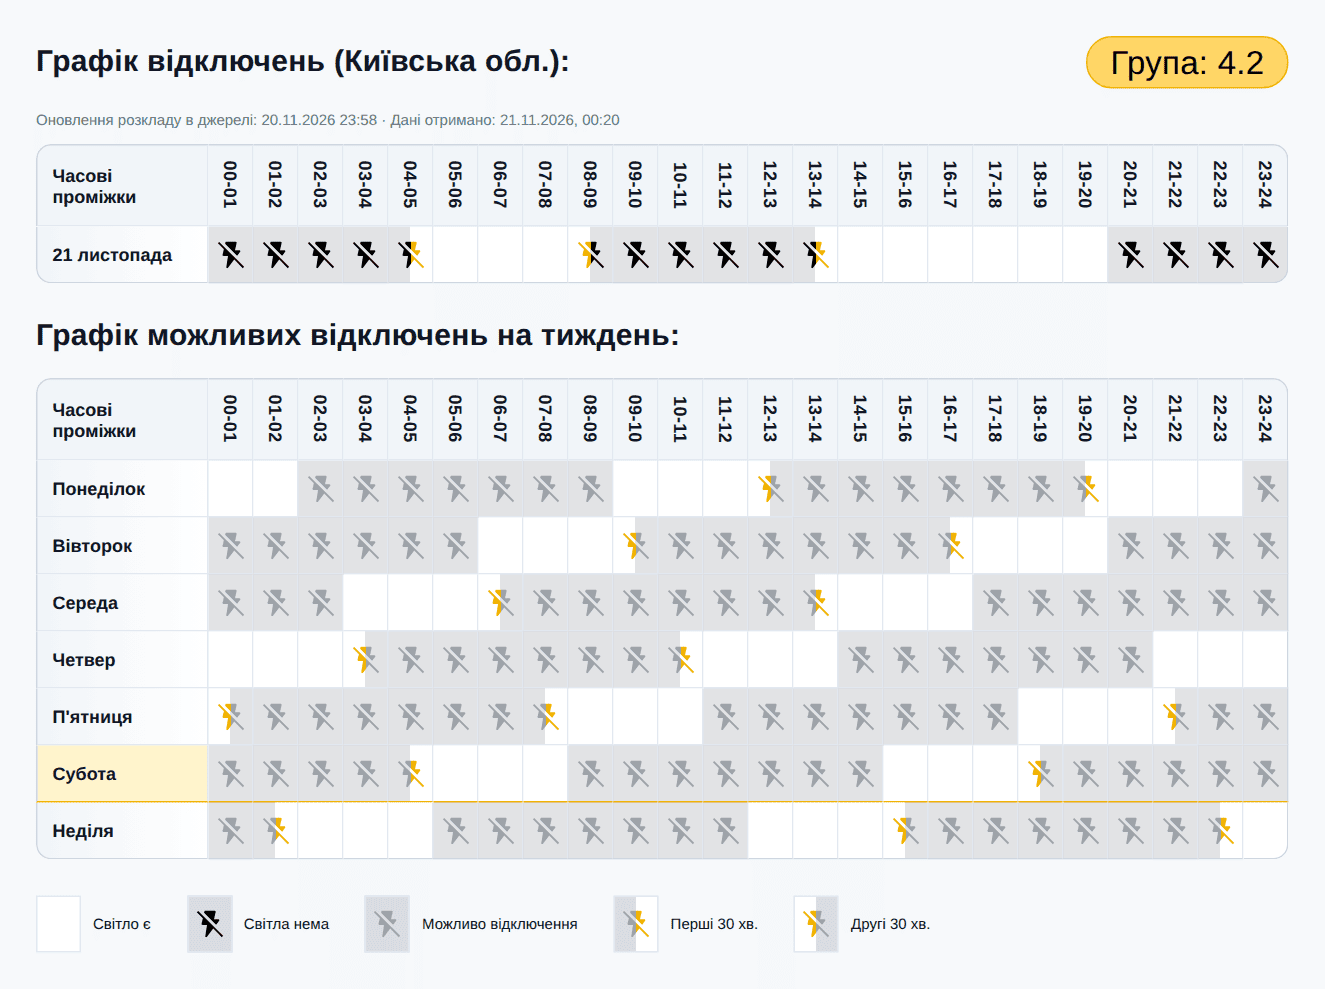 Графік відключень (Київська обл.):
Група: 4.2
Оновлення розкладу в джерелі: 20.11.2026 23:58 · Дані отримано: 21.11.2026, 00:20
Часові проміжки 00-01 01-02 02-03 03-04 04-05 05-06 06-07 07-08 08-09 09-10 10-11 11-12 12-13 13-14 14-15 15-16 16-17 17-18 18-19 19-20 20-21 21-22 22-23 23-24
21 листопада
Графік можливих відключень на тиждень:
Часові проміжки 00-01 01-02 02-03 03-04 04-05 05-06 06-07 07-08 08-09 09-10 10-11 11-12 12-13 13-14 14-15 15-16 16-17 17-18 18-19 19-20 20-21 21-22 22-23 23-24
Понеділок
Вівторок
Середа
Четвер
П'ятниця
Субота
Неділя
Світло є Світла нема Можливо відключення Перші 30 хв. Другі 30 хв.